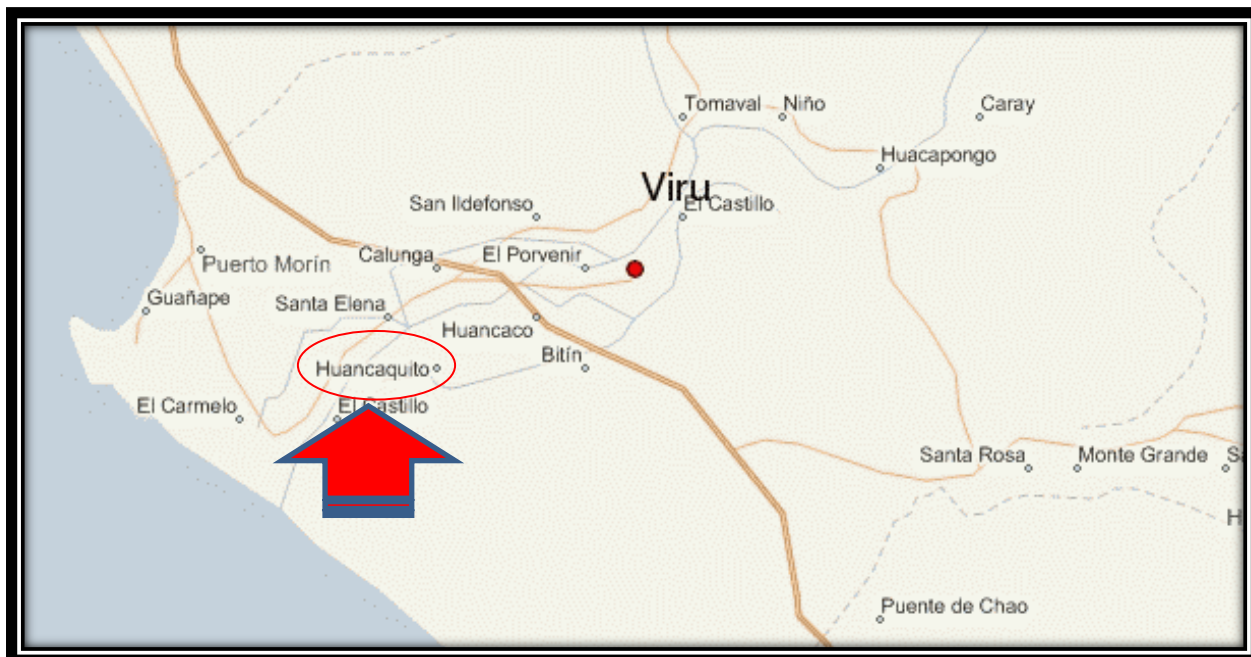 Tomaval
Niño
Caray
Huacapongo
Viru
San Ildefonso
El Castillo
Puerto Morín
Calunga
El Porvenir
Guañape
Santa Elena
Huancaco
Bitín
Huancaquito
El Carmelo
El Castillo
Santa Rosa
Monte Grande
Sa
H
Puente de Chao